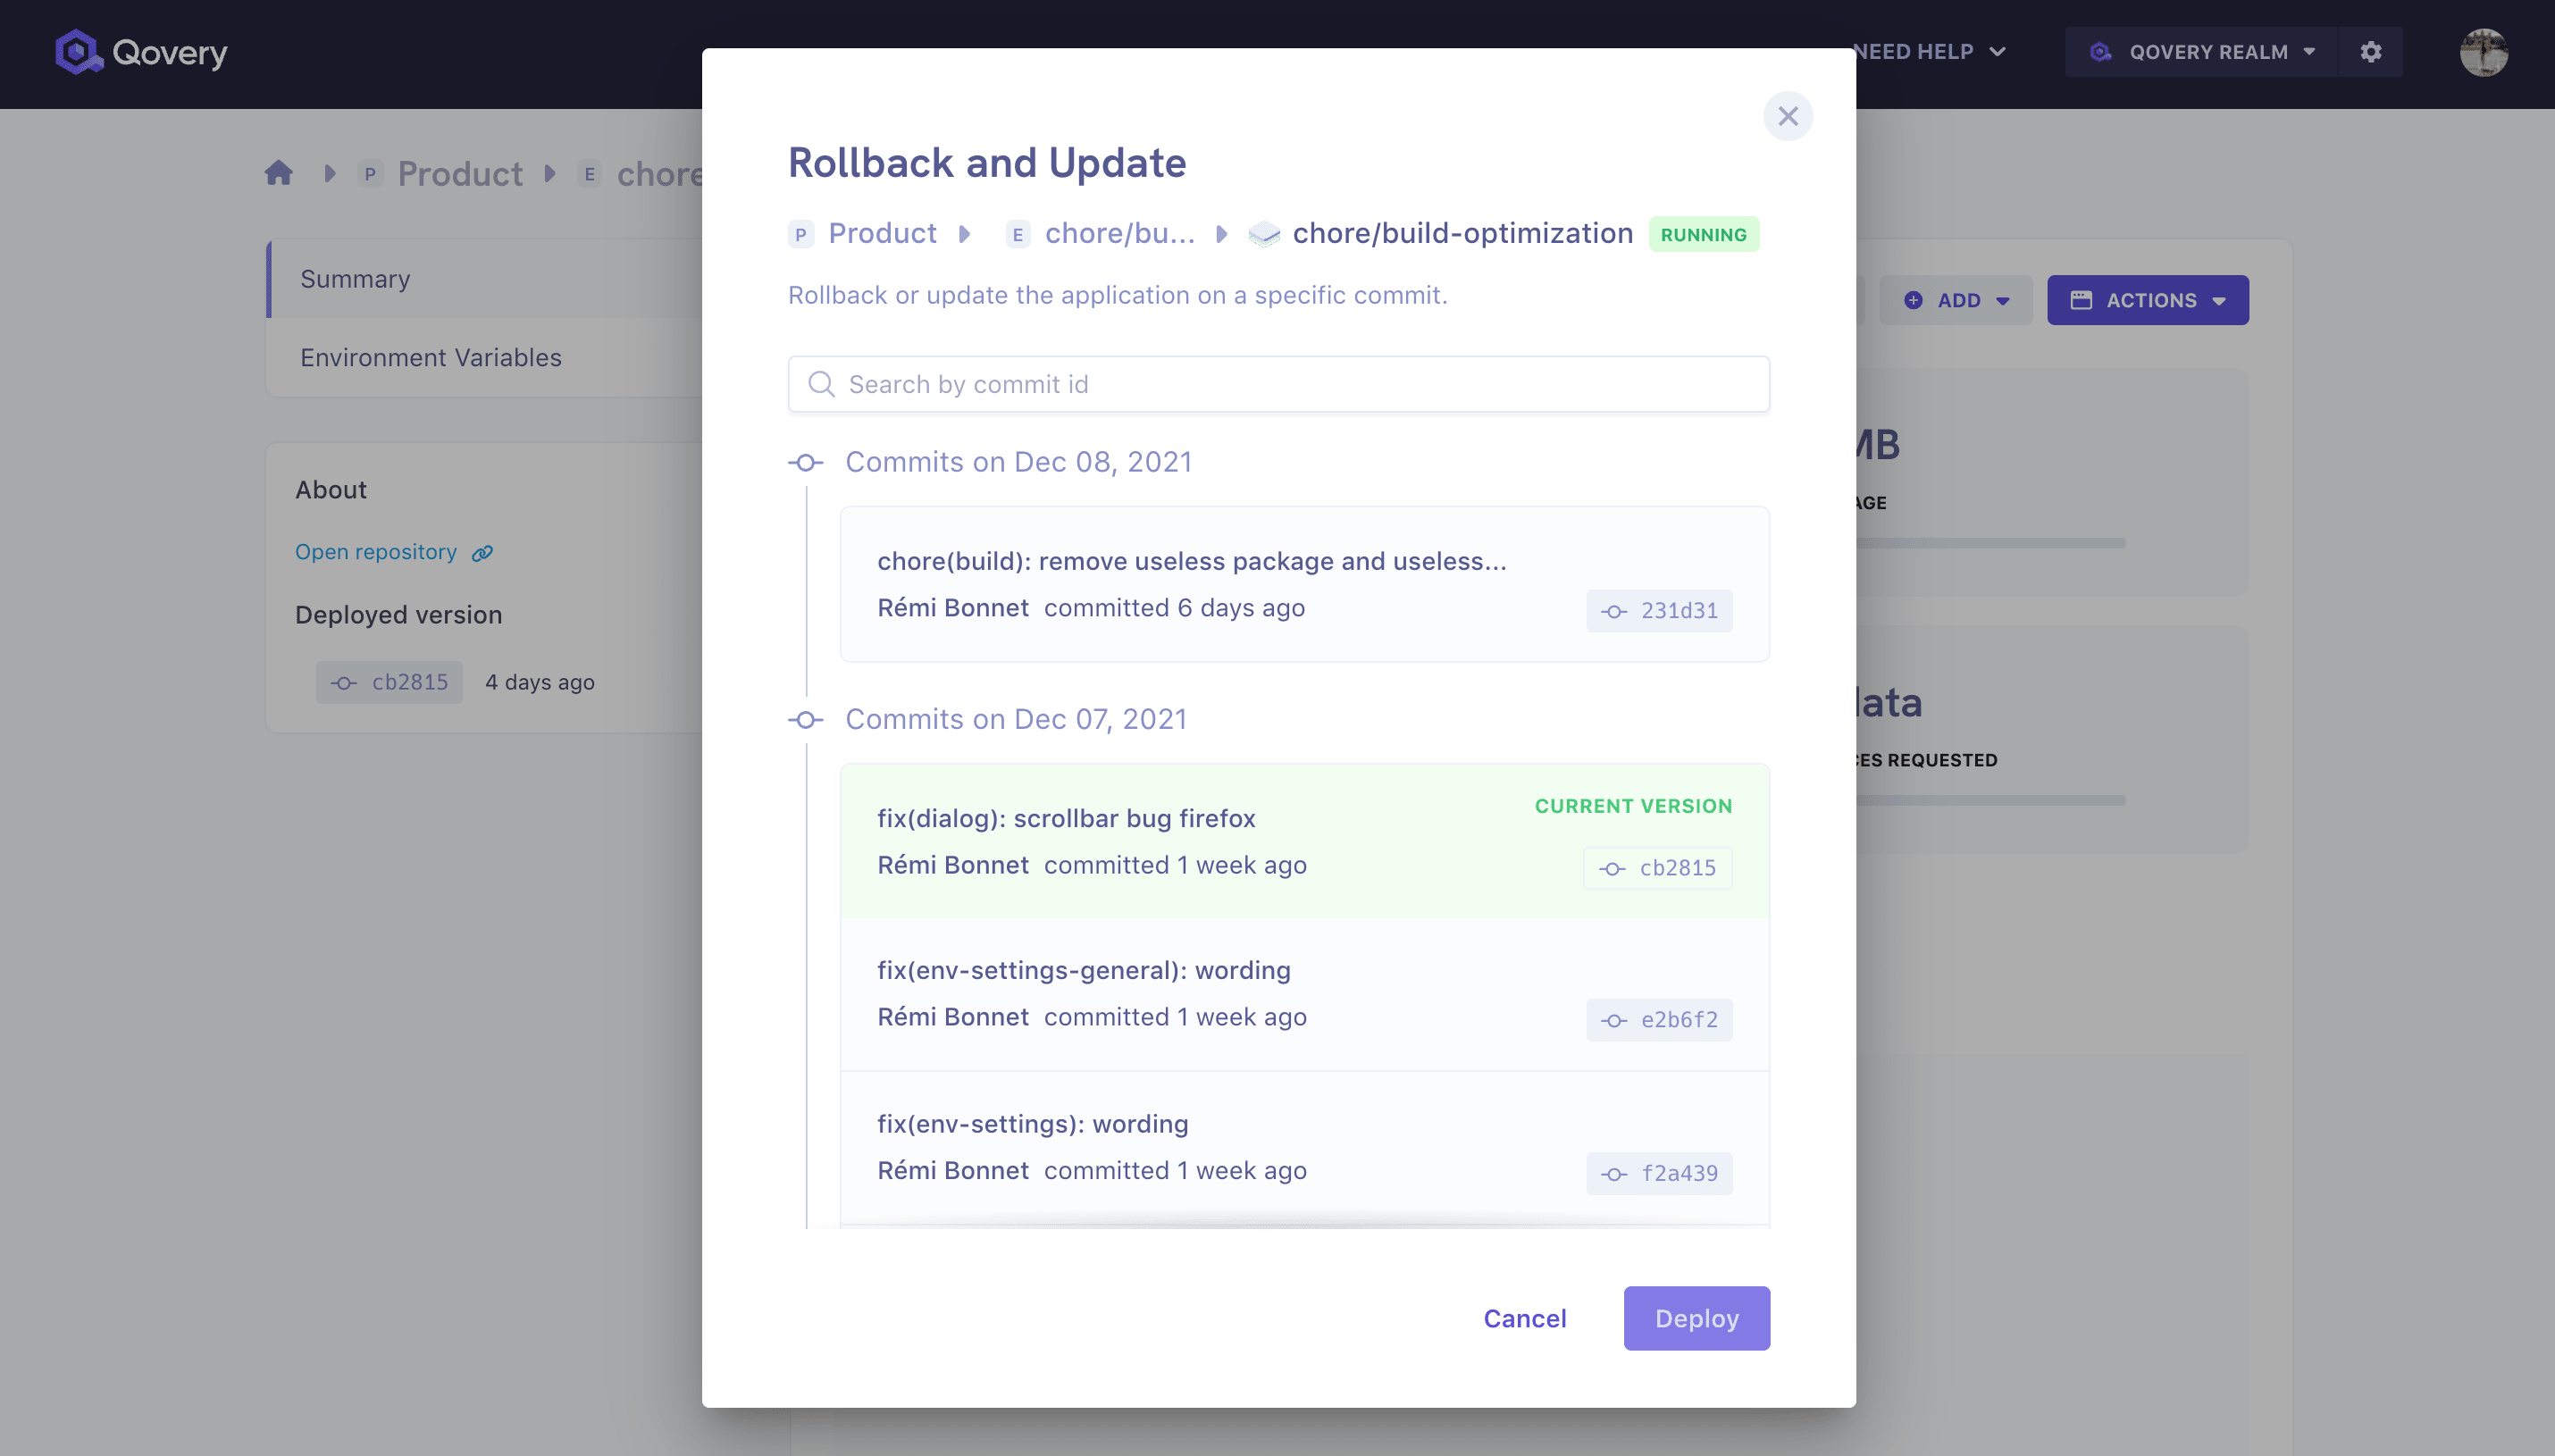 Qovery
NEED HELP
QOVERY REALM
P Product E chore
Summary
Environment Variables
About
Open repository
Deployed version
cb2815 4 days ago
Rollback and Update
P Product E chore/bu... chore/build-optimization RUNNING
Rollback or update the application on a specific commit.
Search by commit id
Commits on Dec 08, 2021
chore(build): remove useless package and useless...
Rémi Bonnet committed 6 days ago
231d31
Commits on Dec 07, 2021
fix(dialog): scrollbar bug firefox
CURRENT VERSION
Rémi Bonnet committed 1 week ago
cb2815
fix(env-settings-general): wording
Rémi Bonnet committed 1 week ago
e2b6f2
fix(env-settings): wording
Rémi Bonnet committed 1 week ago
f2a439
Cancel
Deploy
ADD
ACTIONS
MB
REQUESTED